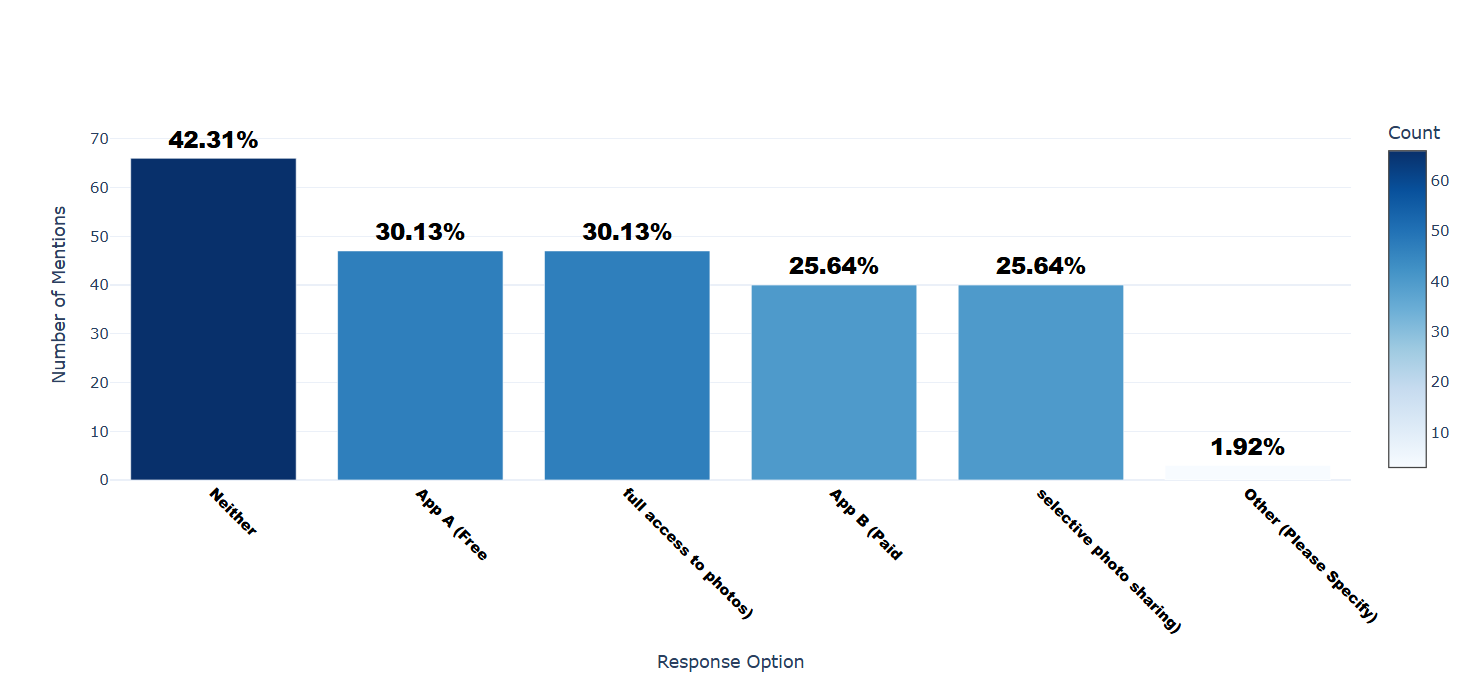 42.31%
30.13%
30.13%
25.64%
25.64%
1.92%
70
60
50
40
30
20
10
0
Number of Mentions
Neither
App A (Free
full access to photos)
App B (Paid
selective photo sharing)
Other (Please Specify)
Response Option
Count
60
50
40
30
20
10